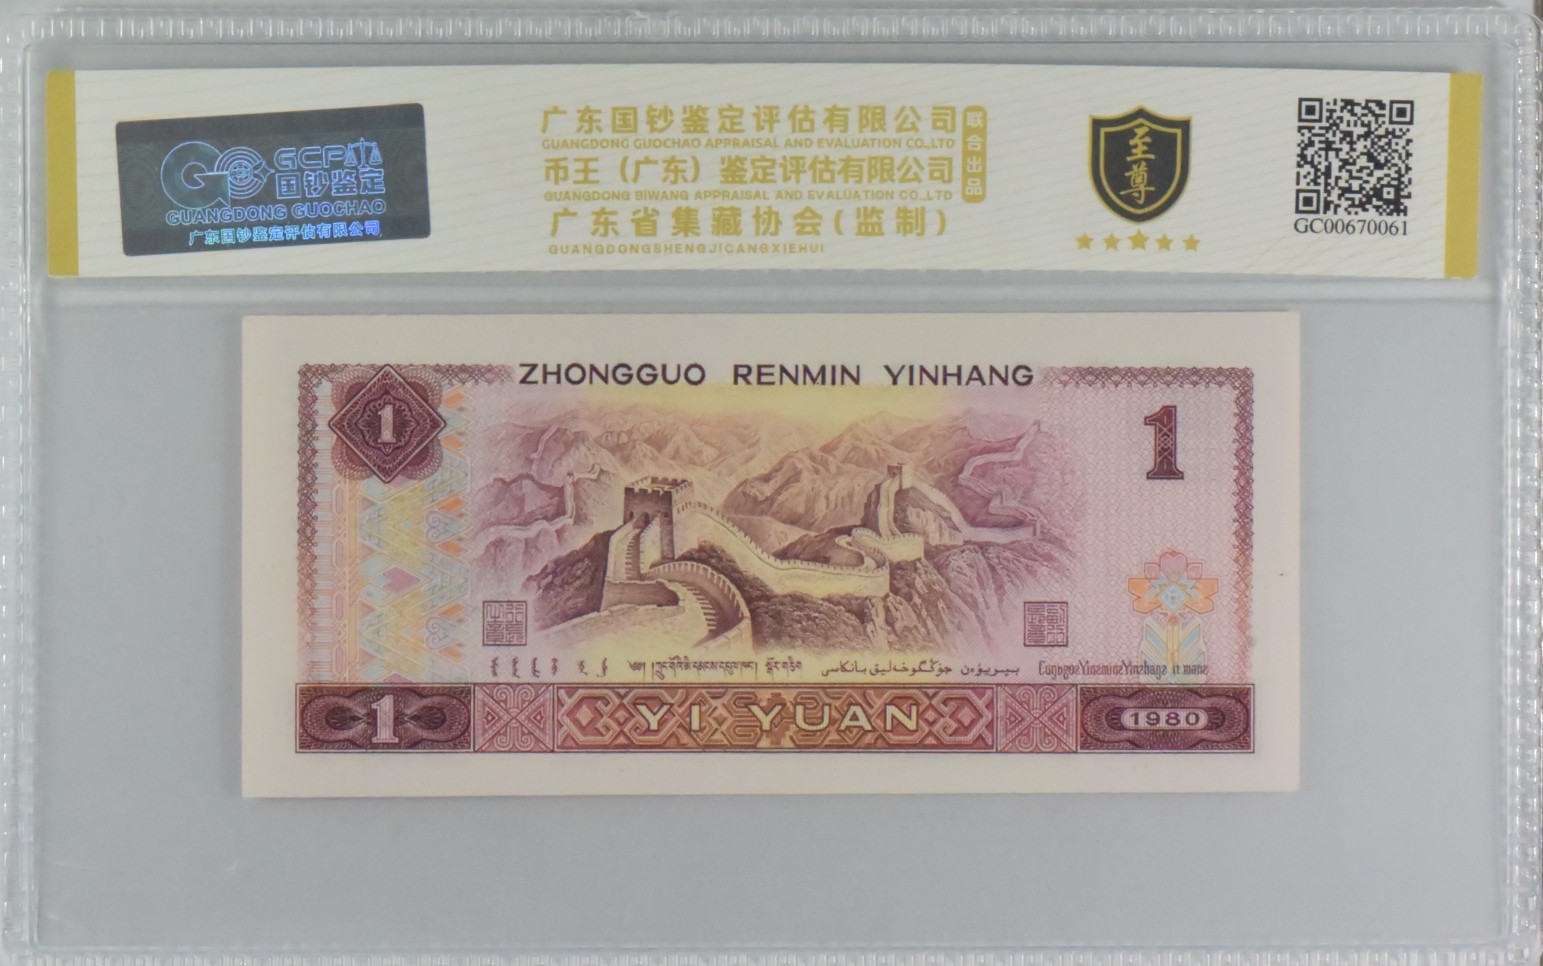 GCPA
国钞鉴定
GUANGDONG GUOCHAO
广东国钞鉴定评估有限公司
广东国钞鉴定评估有限公司
GUANGDONG GUOCHAO APPRAISAL AND EVALUATION CO.,LTD
币王（广东）鉴定评估有限公司
GUANGDONG BIWANG APPRAISAL AND EVALUATION CO.,LTD
广东省集藏协会(监制)
GUANGDONGSHENGJICANGXIEHUI
联合出品
至尊
GC00670061
ZHONGGUO RENMIN YINHANG
1
1
YI YUAN
1
1980